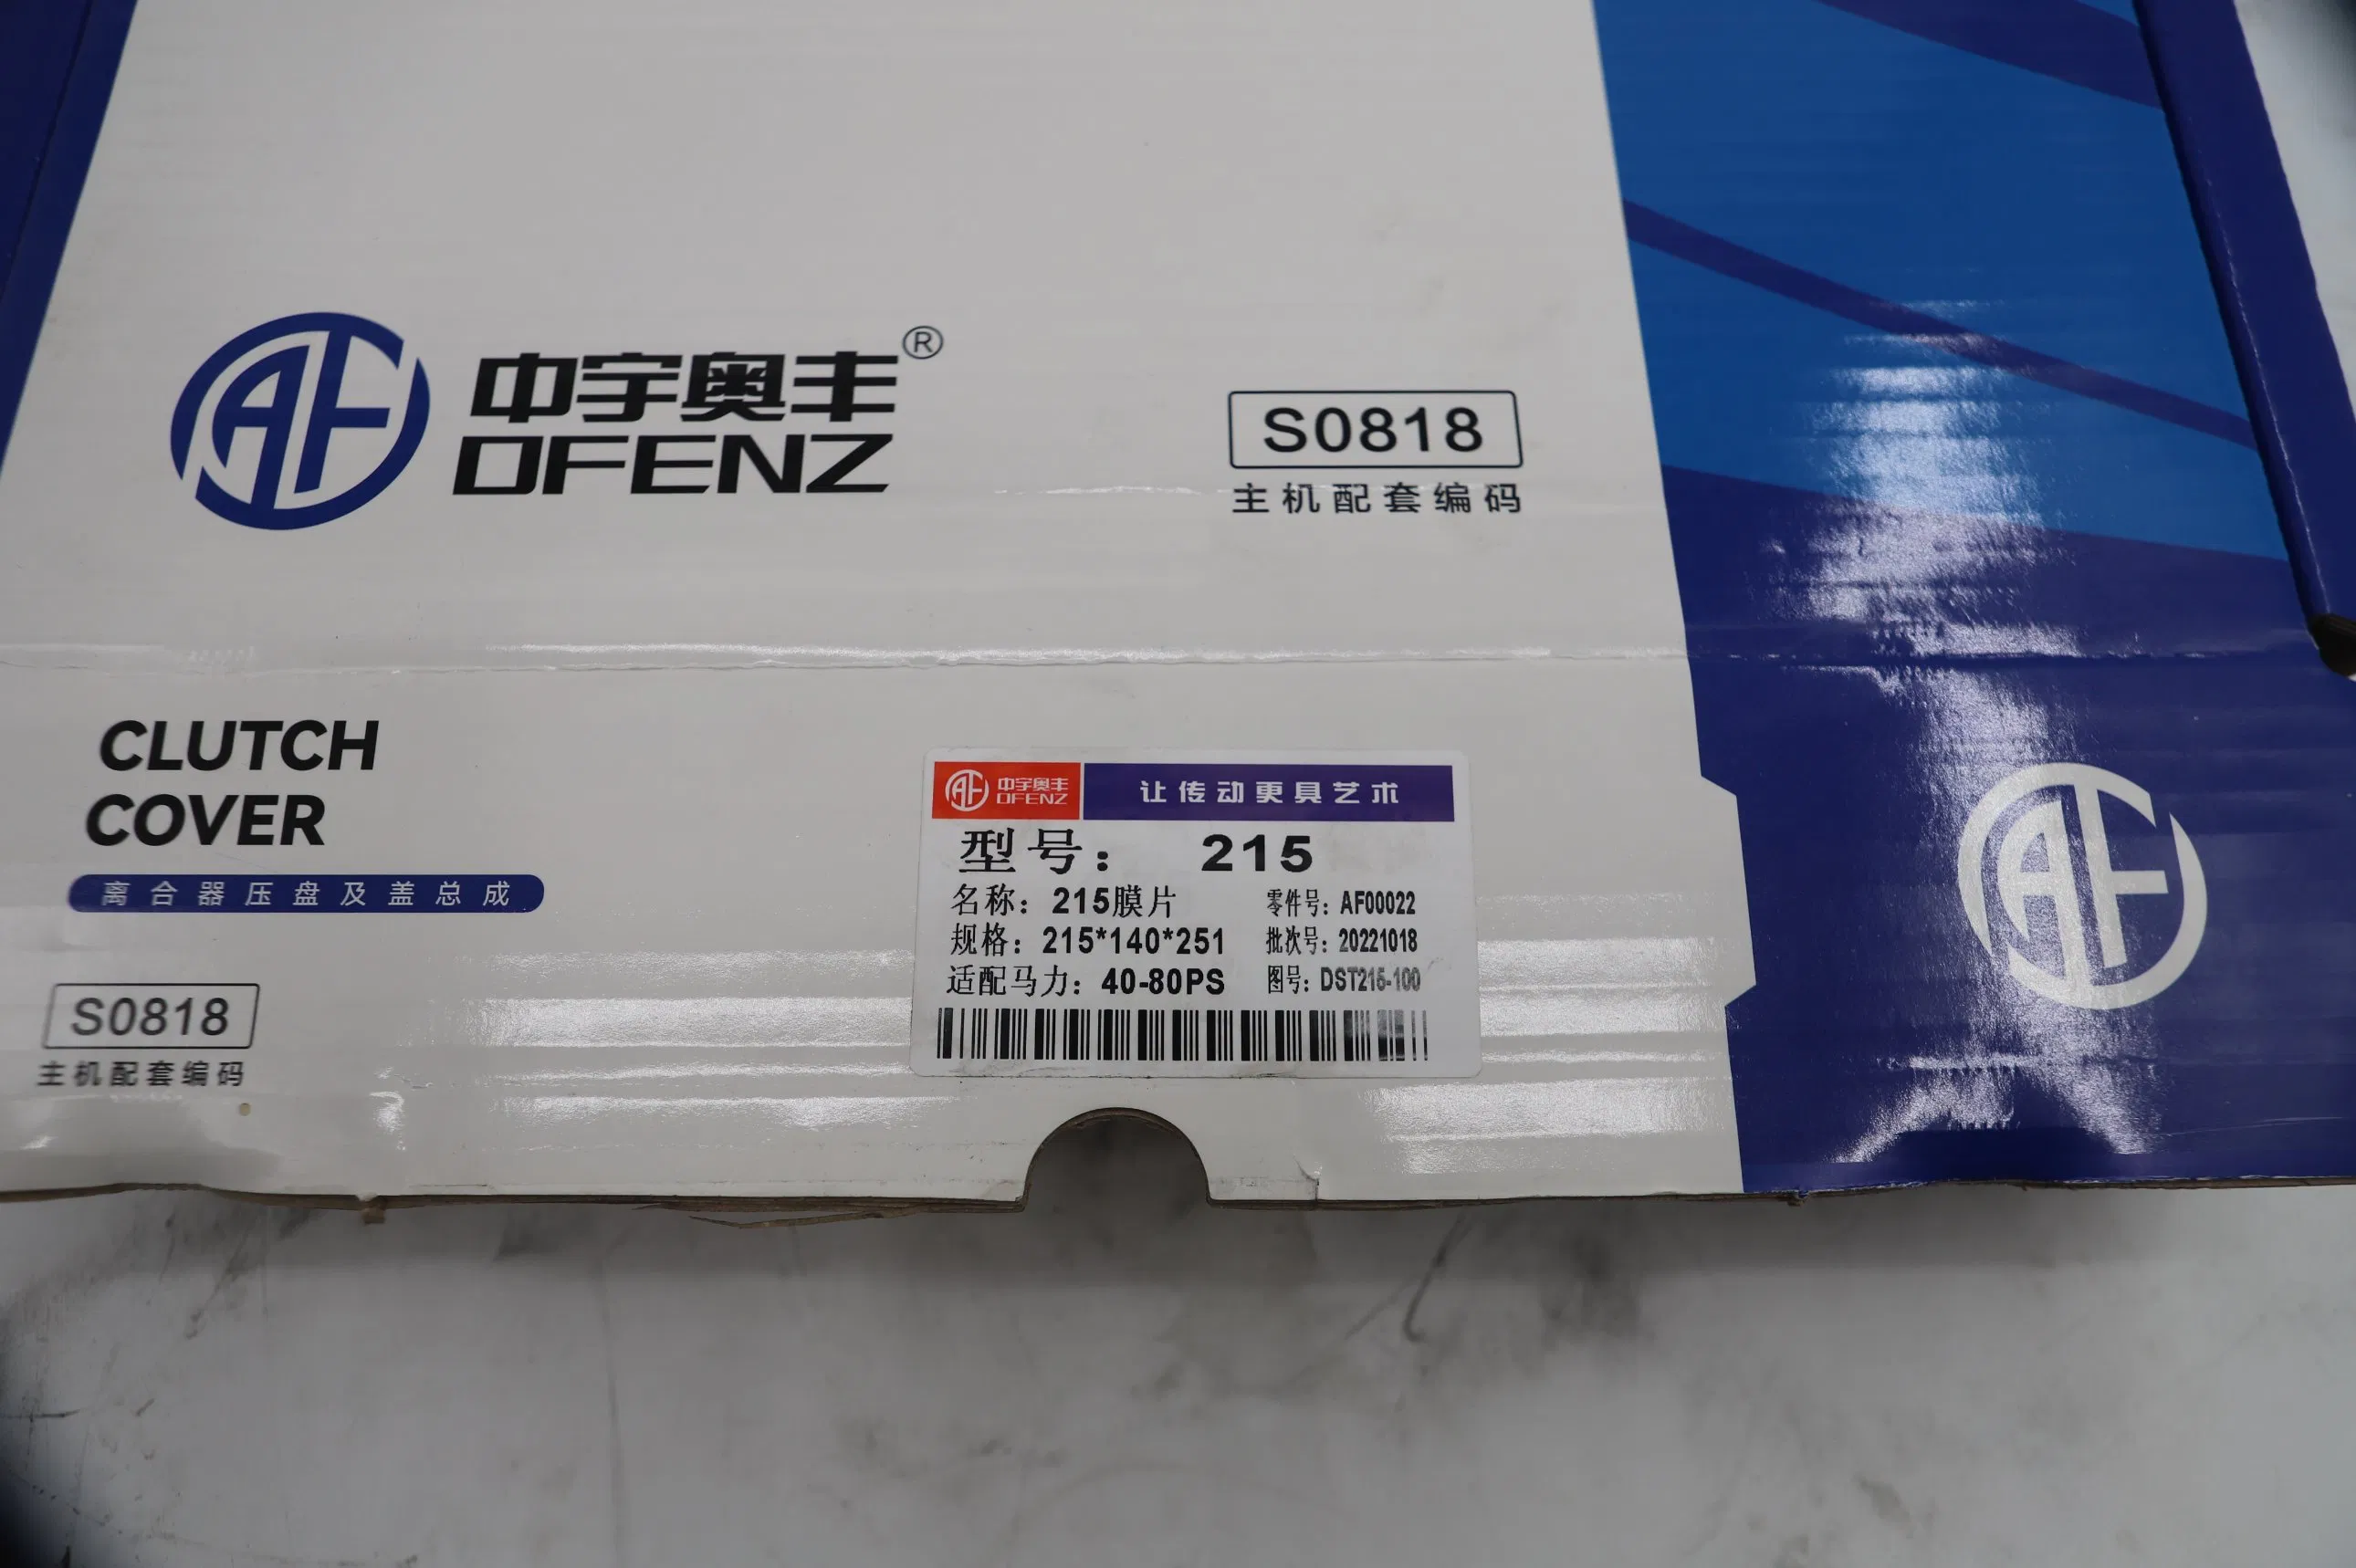 AF 中宇奥丰®
OFENZ
S0818
主机配套编码
CLUTCH
COVER
离合器压盘及盖总成
S0818
主机配套编码
AF 中宇奥丰
OFENZ
让传动更具艺术
型号: 215
名称: 215膜片 零件号: AF00022
规格: 215*140*251 批次号: 20221018
适配马力: 40-80PS 图号: DST215-100
AF